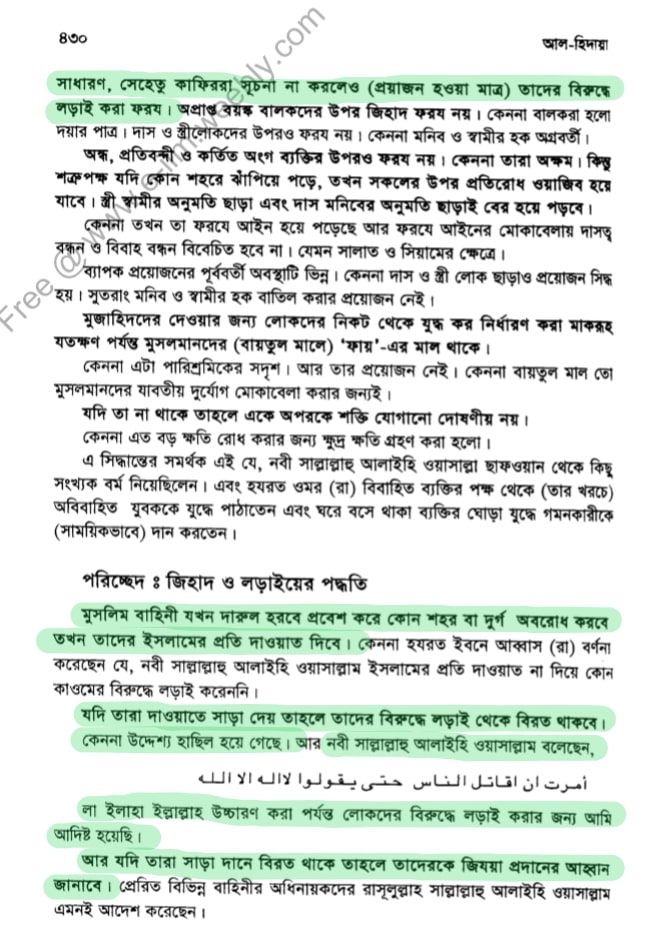 ৪৩০
আল-হিদায়া
সাধারণ, সেহেতু কাফিররা সূচনা না করলেও (প্রয়োজন হওয়া মাত্র) তাদের বিরুদ্ধে
লড়াই করা ফরয। অপ্রাপ্ত বয়স্ক বালকদের উপর জিহাদ ফরয নয়। কেননা বালকরা হলো
দয়ার পাত্র। দাস ও স্ত্রীলোকদের উপরও ফরয নয়। কেননা মনিব ও স্বামীর হক অগ্রবর্তী।
অন্ধ, প্রতিবন্দী ও কর্তিত অংগ ব্যক্তির উপরও ফরয নয়। কেননা তারা অক্ষম। কিন্তু
শত্রুপক্ষ যদি কোন শহরে ঝাঁপিয়ে পড়ে, তখন সকলের উপর প্রতিরোধ ওয়াজিব হয়ে
যাবে। স্ত্রী স্বামীর অনুমতি ছাড়া এবং দাস মনিবের অনুমতি ছাড়াই বের হয়ে পড়বে।
কেননা তখন তা ফরযে আইন হয়ে পড়েছে আর ফরযে আইনের মোকাবেলায় দাসত্ব
বন্ধন ও বিবাহ বন্ধন বিবেচিত হবে না। যেমন সালাত ও সিয়ামের ক্ষেত্রে।
ব্যাপক প্রয়োজনের পূর্ববর্তী অবস্থাটি ভিন্ন। কেননা দাস ও স্ত্রী লোক ছাড়াও প্রয়োজন সিদ্ধ
হয়। সুতরাং মনিব ও স্বামীর হক বাতিল করার প্রয়োজন নেই।
মুজাহিদদের দেওয়ার জন্য লোকদের নিকট থেকে যুদ্ধ কর নির্ধারণ করা মাকরূহ
যতক্ষণ পর্যন্ত মুসলমানদের (বায়তুল মালে) ‘ফায়’-এর মাল থাকে।
কেননা এটা পারিশ্রমিকের সদৃশ। আর তার প্রয়োজন নেই। কেননা বায়তুল মাল তো
মুসলমানদের যাবতীয় দুর্যোগ মোকাবেলা করার জন্যই।
যদি তা না থাকে তাহলে একে অপরকে শক্তি যোগানো দোষণীয় নয়।
কেননা এত বড় ক্ষতি রোধ করার জন্য ক্ষুদ্র ক্ষতি গ্রহণ করা হলো।
এ সিদ্ধান্তের সমর্থক এই যে, নবী সাল্লাল্লাহু আলাইহি ওয়াসাল্লা ছাফওয়ান থেকে কিছু
সংখ্যক বর্ম নিয়েছিলেন। এবং হযরত ওমর (রা) বিবাহিত ব্যক্তির পক্ষ থেকে (তার খরচে)
অবিবাহিত যুবককে যুদ্ধে পাঠাতেন এবং ঘরে বসে থাকা ব্যক্তির ঘোড়া যুদ্ধে গমনকারীকে
(সাময়িকভাবে) দান করতেন।
পরিচ্ছেদ ঃ জিহাদ ও লড়াইয়ের পদ্ধতি
মুসলিম বাহিনী যখন দারুল হরবে প্রবেশ করে কোন শহর বা দুর্গ অবরোধ করবে
তখন তাদের ইসলামের প্রতি দাওয়াত দিবে। কেননা হযরত ইবনে আব্বাস (রা) বর্ণনা
করেছেন যে, নবী সাল্লাল্লাহু আলাইহি ওয়াসাল্লাম ইসলামের প্রতি দাওয়াত না দিয়ে কোন
কাওমের বিরুদ্ধে লড়াই করেননি।
যদি তারা দাওয়াতে সাড়া দেয় তাহলে তাদের বিরুদ্ধে লড়াই থেকে বিরত থাকবে।
কেননা উদ্দেশ্য হাছিল হয়ে গেছে। আর নবী সাল্লাল্লাহু আলাইহি ওয়াসাল্লাম বলেছেন,
أمرت ان اقاتل الناس حتى يقولوا لااله الا الله
লা ইলাহা ইল্লাল্লাহ উচ্চারণ করা পর্যন্ত লোকদের বিরুদ্ধে লড়াই করার জন্য আমি
আদিষ্ট হয়েছি।
আর যদি তারা সাড়া দানে বিরত থাকে তাহলে তাদেরকে জিযয়া প্রদানের আহ্বান
জানাবে। প্রেরিত বিভিন্ন বাহিনীর অধিনায়কদের রাসূলুল্লাহ সাল্লাল্লাহু আলাইহি ওয়াসাল্লাম
এমনই আদেশ করেছেন।
Free @ www.e-ilm.weebly.com